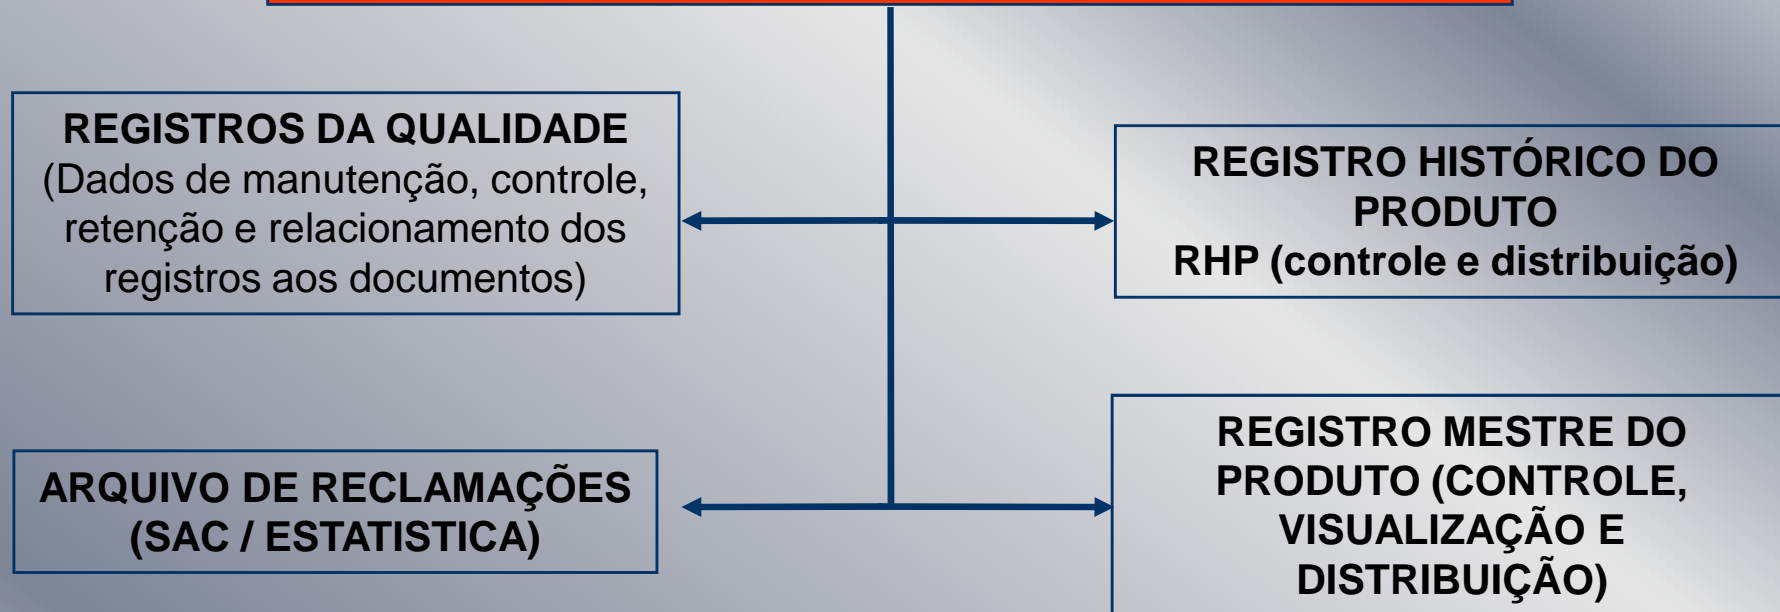 REGISTROS DA QUALIDADE
(Dados de manutenção, controle,
retenção e relacionamento dos
registros aos documentos)
REGISTRO HISTÓRICO DO
PRODUTO
RHP (controle e distribuição)
ARQUIVO DE RECLAMAÇÕES
(SAC / ESTATISTICA)
REGISTRO MESTRE DO
PRODUTO (CONTROLE,
VISUALIZAÇÃO E
DISTRIBUIÇÃO)